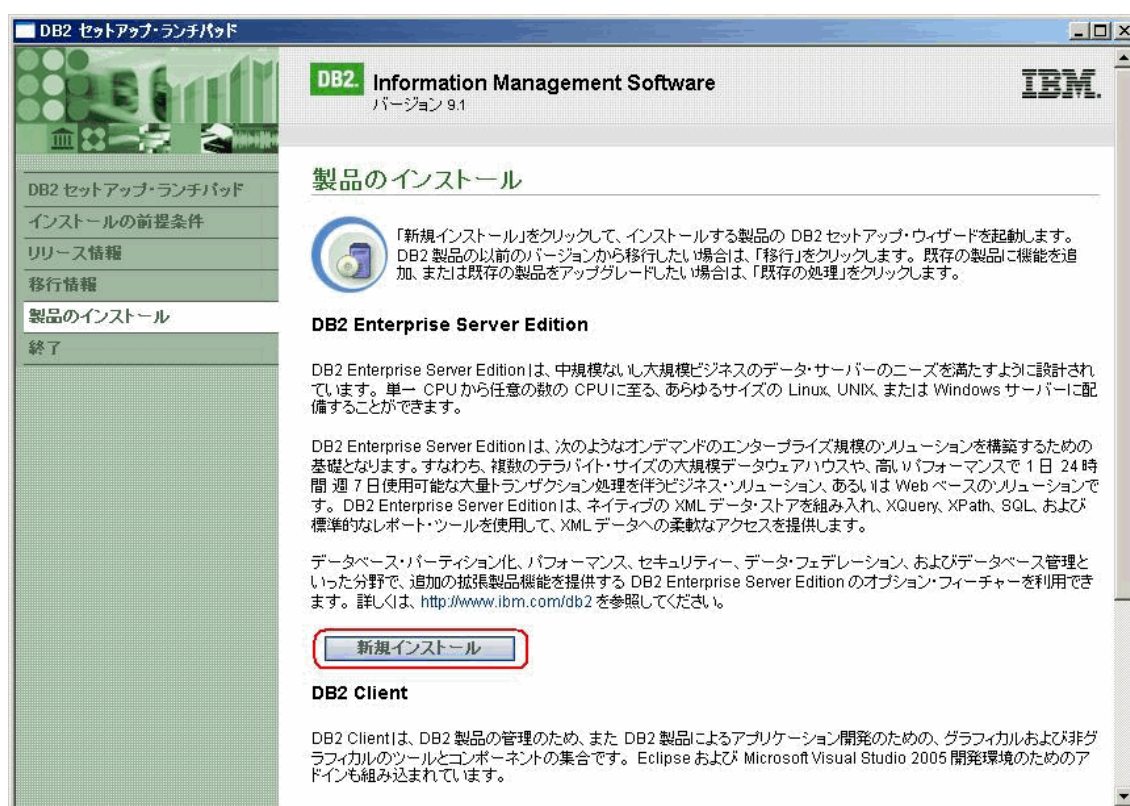 DB2 セットアップ・ランチパッド
DB2. Information Management Software
バージョン 9.1
IBM.
DB2 セットアップ・ランチパッド
インストールの前提条件
リリース情報
移行情報
製品のインストール
終了
製品のインストール
「新規インストール」をクリックして、インストールする製品の DB2 セットアップ・ウィザードを起動します。
DB2 製品の以前のバージョンから移行したい場合は、「移行」をクリックします。既存の製品に機能を追
加、または既存の製品をアップグレードしたい場合は、「既存の処理」をクリックします。
DB2 Enterprise Server Edition
DB2 Enterprise Server Edition は、中規模ないし大規模ビジネスのデータ・サーバーのニーズを満たすように設計され
ています。単一 CPU から任意の数の CPU に至る、あらゆるサイズの Linux、UNIX、または Windows サーバーに配
備することができます。
DB2 Enterprise Server Edition は、次のようなオンデマンドのエンタープライズ規模のソリューションを構築するための
基礎となります。すなわち、複数のテラバイト・サイズの大規模データウェアハウスや、高いパフォーマンスで 1 日 24 時
間 週 7 日使用可能な大量トランザクション処理を伴うビジネス・ソリューション、あるいは Web ベースのソリューションで
す。DB2 Enterprise Server Edition は、ネイティブの XML データ・ストアを組み入れ、XQuery、XPath、SQL、および
標準的なレポート・ツールを使用して、XML データへの柔軟なアクセスを提供します。
データベース・パーティション化、パフォーマンス、セキュリティー、データ・フェデレーション、およびデータベース管理と
いった分野で、追加の拡張製品機能を提供する DB2 Enterprise Server Edition のオプション・フィーチャーを利用でき
ます。詳しくは、http://www.ibm.com/db2 を参照してください。
新規インストール
DB2 Client
DB2 Client は、DB2 製品の管理のため、また DB2 製品によるアプリケーション開発のための、グラフィカルおよび非グ
ラフィカルのツールとコンポーネントの集合です。Eclipse および Microsoft Visual Studio 2005 開発環境のためのア
ドインも組み込まれています。